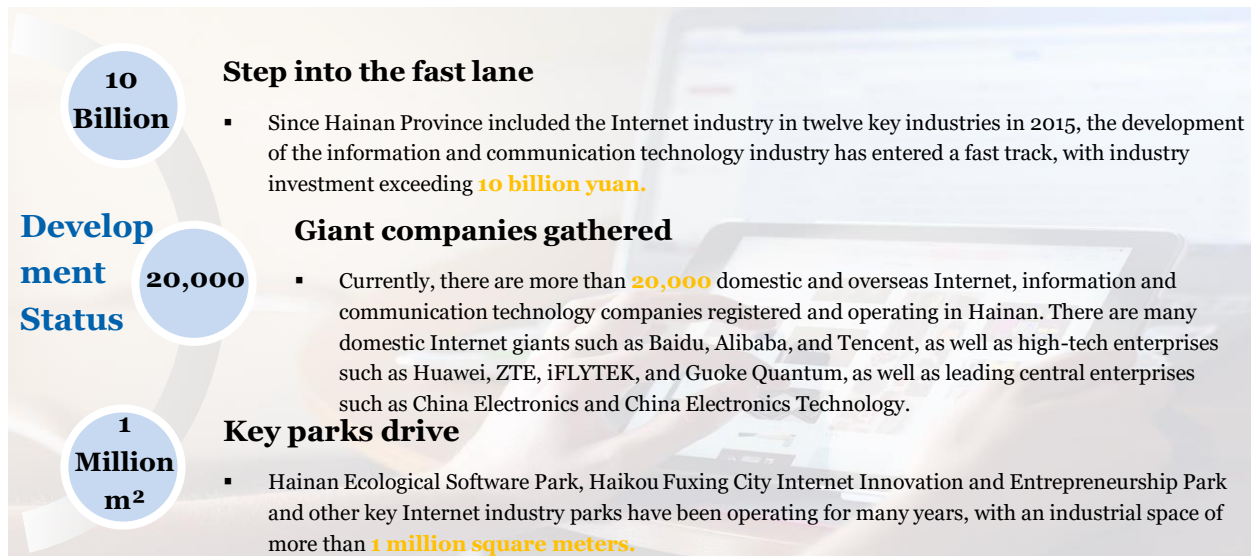 10
Billion
Step into the fast lane
▪ Since Hainan Province included the Internet industry in twelve key industries in 2015, the development
of the information and communication technology industry has entered a fast track, with industry
investment exceeding 10 billion yuan.
Develop
ment
Status
20,000
Giant companies gathered
▪ Currently, there are more than 20,000 domestic and overseas Internet, information and
communication technology companies registered and operating in Hainan. There are many
domestic Internet giants such as Baidu, Alibaba, and Tencent, as well as high-tech enterprises
such as Huawei, ZTE, iFLYTEK, and Guoke Quantum, as well as leading central enterprises
such as China Electronics and China Electronics Technology.
1
Million
m²
Key parks drive
▪ Hainan Ecological Software Park, Haikou Fuxing City Internet Innovation and Entrepreneurship Park
and other key Internet industry parks have been operating for many years, with an industrial space of
more than 1 million square meters.